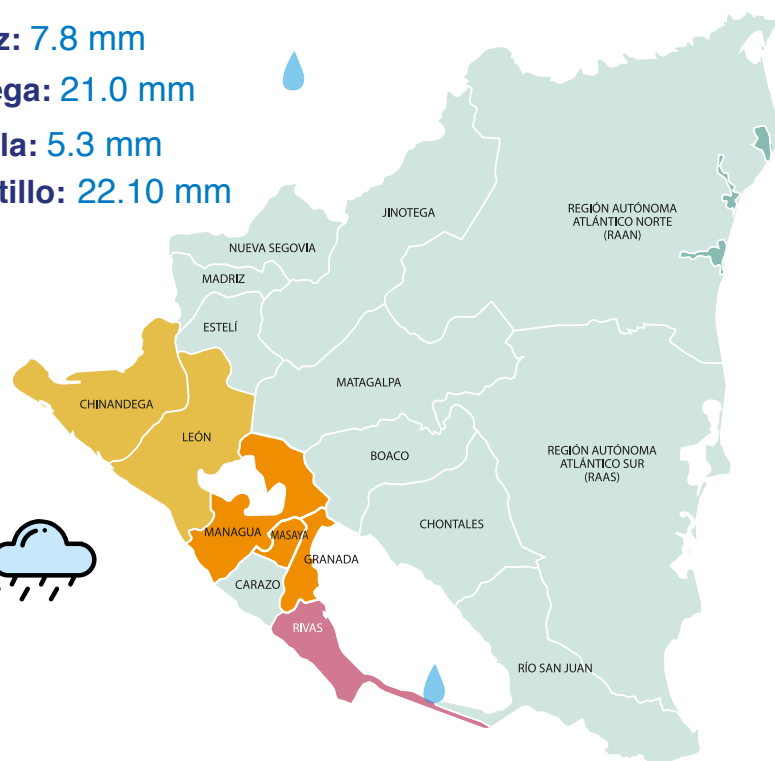 z: 7.8 mm
ega: 21.0 mm
la: 5.3 mm
tillo: 22.10 mm
JINOTEGA
REGIÓN AUTÓNOMA
ATLÁNTICO NORTE
(RAAN)
NUEVA SEGOVIA
MADRIZ
ESTELÍ
MATAGALPA
CHINANDEGA
LEÓN
BOACO
REGIÓN AUTÓNOMA
ATLÁNTICO SUR
(RAAS)
CHONTALES
MANAGUA
MASAYA
GRANADA
CARAZO
RIVAS
RÍO SAN JUAN